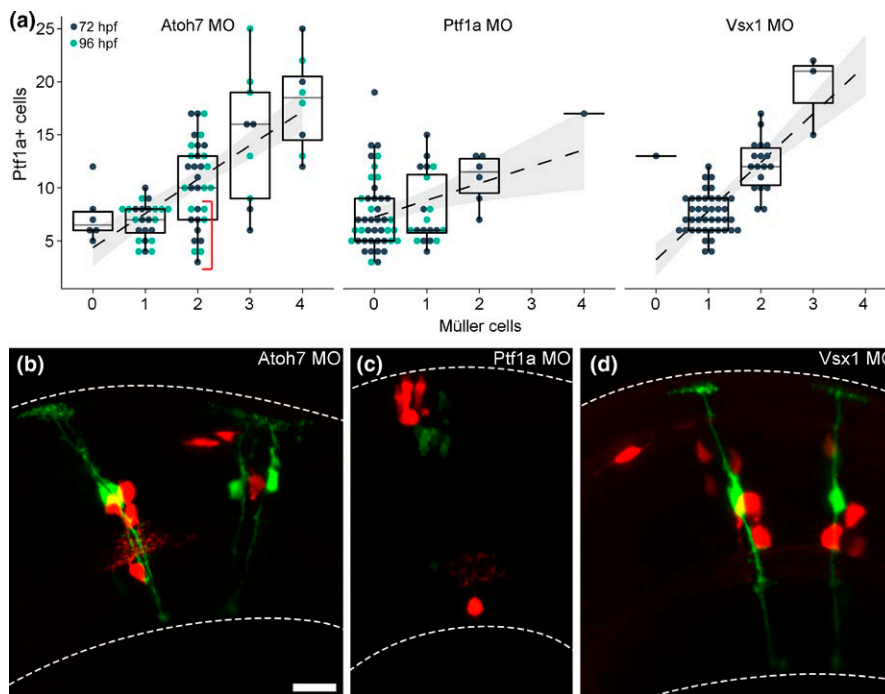 (a)
72 hpf
96 hpf
Atoh7 MO
Ptf1a MO
Vsx1 MO
Ptf1a+ cells
25
20
15
10
5
0 1 2 3 4
0 1 2 3 4
0 1 2 3 4
Müller cells
(b) Atoh7 MO
(c) Ptf1a MO
(d) Vsx1 MO